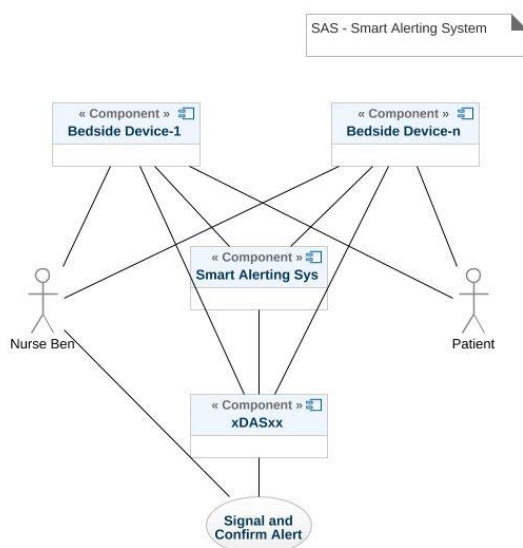 SAS - Smart Alerting System
« Component »
Bedside Device-1
« Component »
Bedside Device-n
« Component »
Smart Alerting Sys
Nurse Ben
Patient
« Component »
xDASxx
Signal and
Confirm Alert